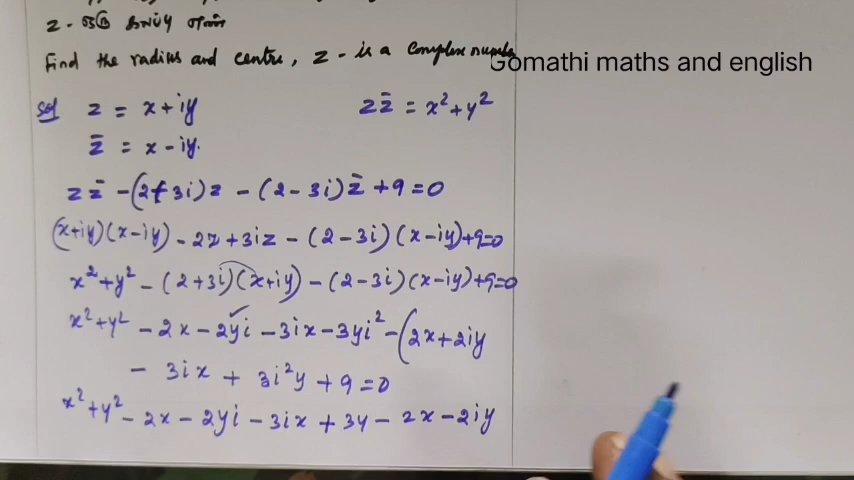 z - ஒரு
Find the radius and centre, z - is a complex number
Gomathi maths and english
Sol z = x + iy
z z̄ = x² + y²
z̄ = x - iy.
z z̄ - (2+3i)z - (2-3i) z̄ + 9 = 0
(x+iy)(x-iy) - 2z + 3iz - (2-3i)(x-iy)+9=0
x²+y² - (2+3i)(x+iy) - (2-3i)(x-iy)+9=0
x²+y² - 2x - 2yi - 3ix - 3yi² - (2x+2iy
- 3ix + 3i²y + 9 = 0
x²+y² - 2x - 2yi - 3ix + 3y - 2x - 2iy